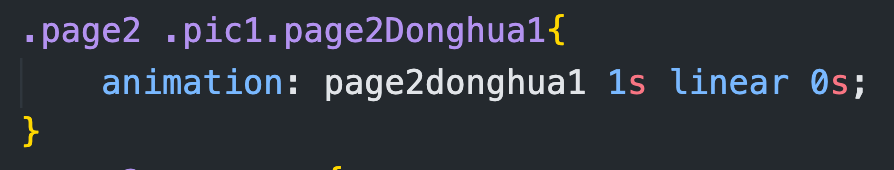 .page2 .pic1.page2Donghua1{
animation: page2donghua1 1s linear 0s;
}